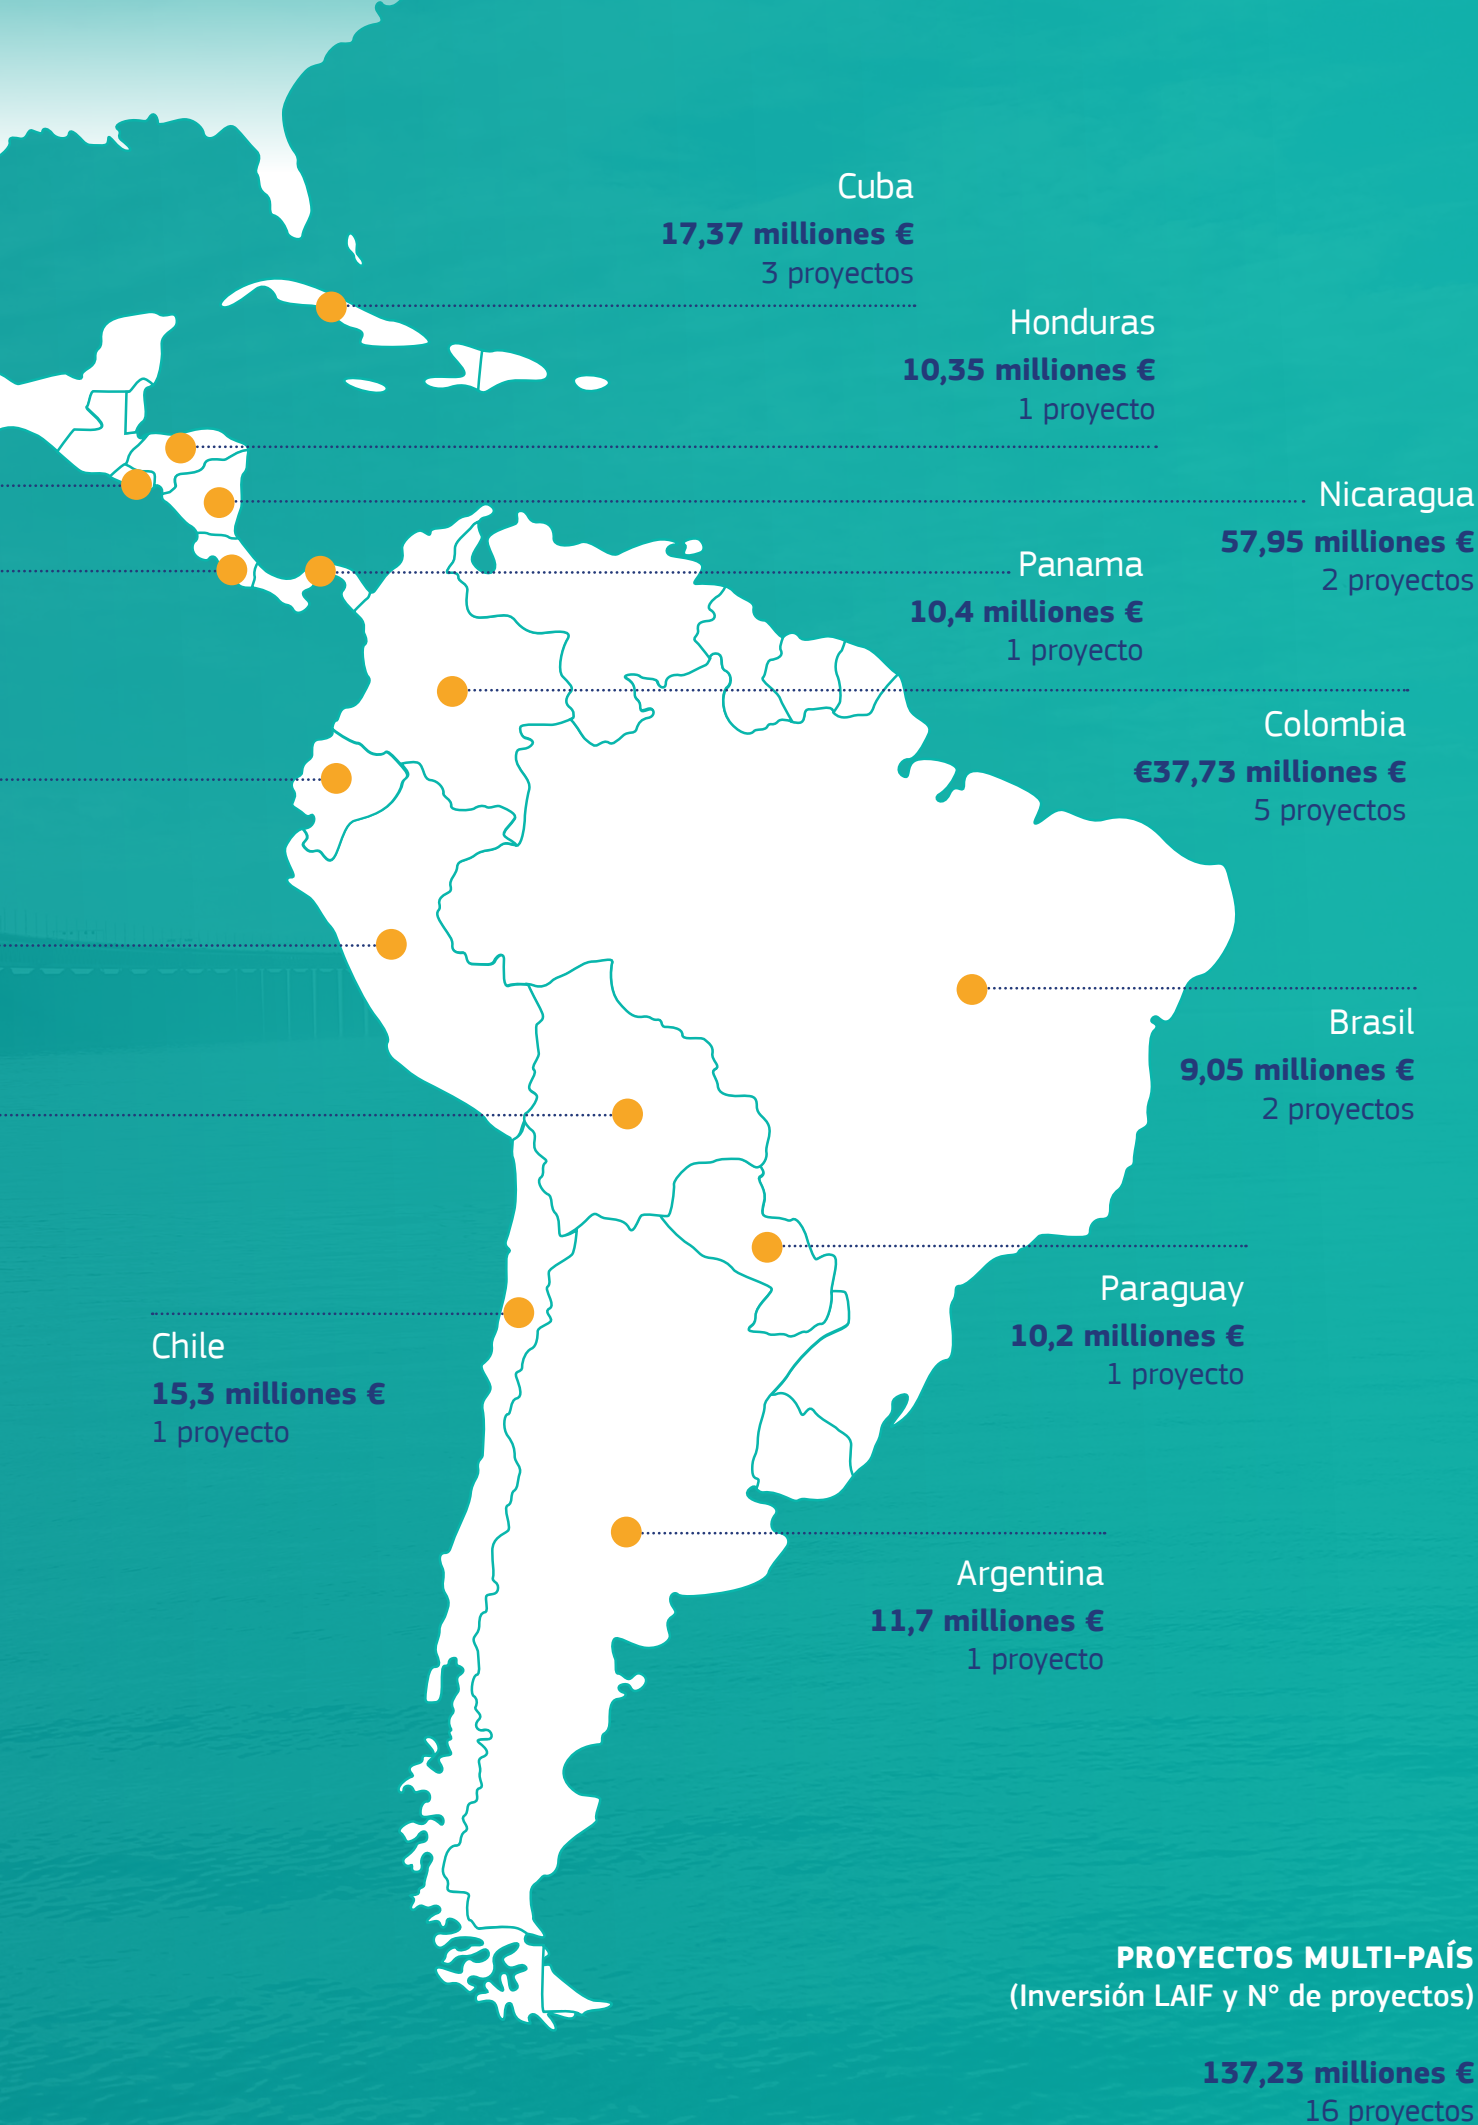 Cuba
17,37 milliones €
3 proyectos
Honduras
10,35 milliones €
1 proyecto
Nicaragua
57,95 milliones €
2 proyectos
Panama
10,4 milliones €
1 proyecto
Colombia
€37,73 milliones €
5 proyectos
Brasil
9,05 milliones €
2 proyectos
Paraguay
10,2 milliones €
1 proyecto
Chile
15,3 milliones €
1 proyecto
Argentina
11,7 milliones €
1 proyecto
PROYECTOS MULTI-PAÍS
(Inversión LAIF y N° de proyectos)
137,23 milliones €
16 proyectos